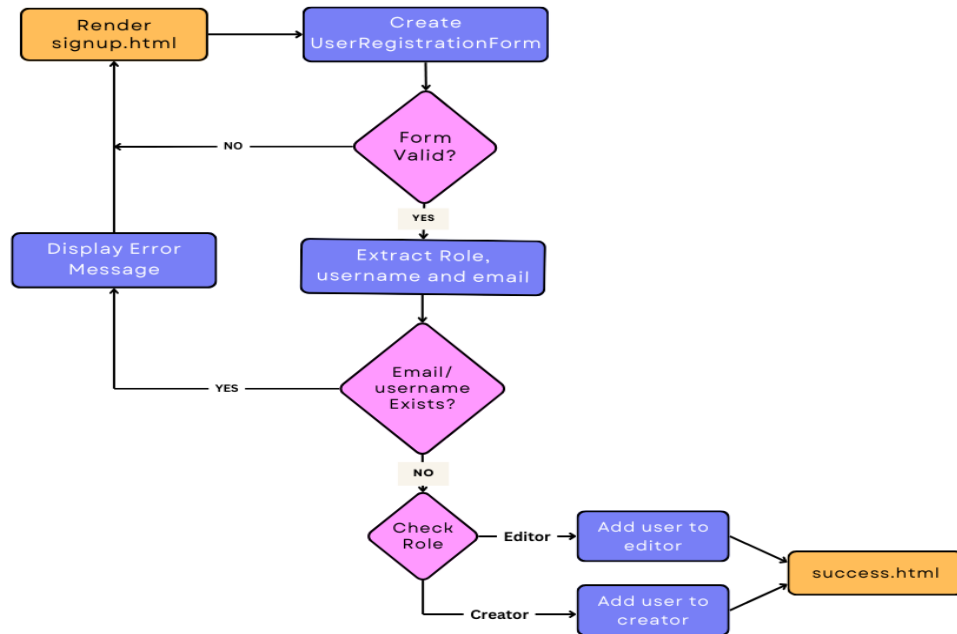 Render
signup.html
Create
UserRegistrationForm
Form
Valid?
NO
YES
Display Error
Message
Extract Role,
username and email
Email/
username
Exists?
YES
NO
Check
Role
Editor
Add user to
editor
success.html
Creator
Add user to
creator